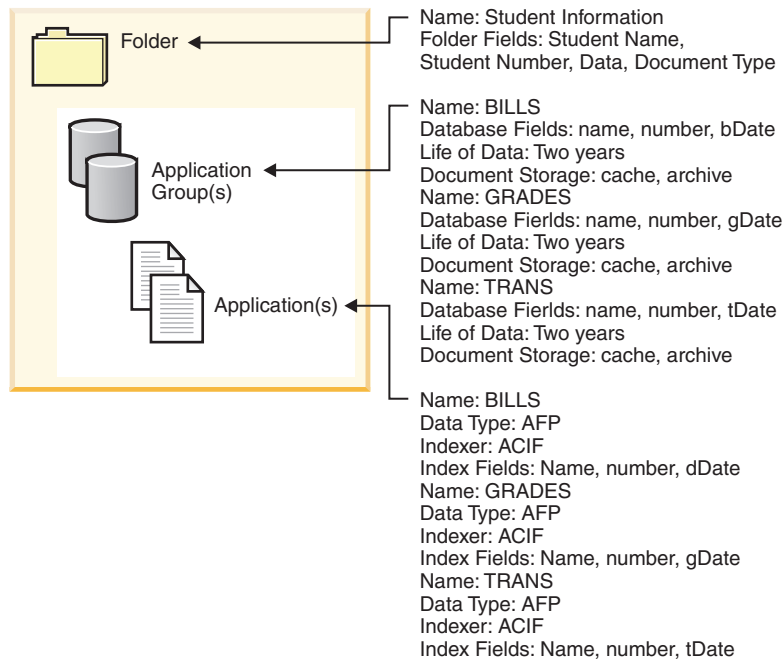 Folder
Name: Student Information
Folder Fields: Student Name,
Student Number, Data, Document Type
Application
Group(s)
Name: BILLS
Database Fields: name, number, bDate
Life of Data: Two years
Document Storage: cache, archive
Name: GRADES
Database Fierlds: name, number, gDate
Life of Data: Two years
Document Storage: cache, archive
Name: TRANS
Database Fierlds: name, number, tDate
Life of Data: Two years
Document Storage: cache, archive
Application(s)
Name: BILLS
Data Type: AFP
Indexer: ACIF
Index Fields: Name, number, dDate
Name: GRADES
Data Type: AFP
Indexer: ACIF
Index Fields: Name, number, gDate
Name: TRANS
Data Type: AFP
Indexer: ACIF
Index Fields: Name, number, tDate